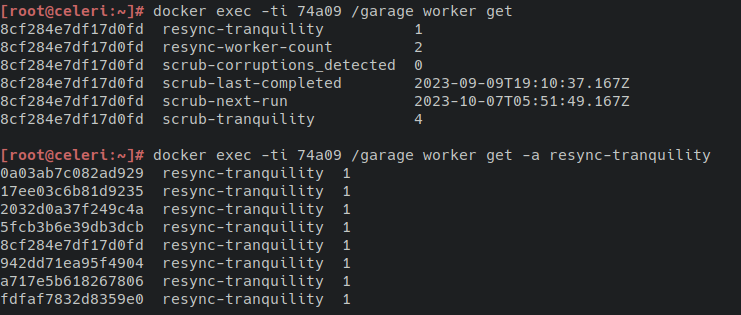 [root@celeri:~]# docker exec -ti 74a09 /garage worker get
8cf284e7df17d0fd  resync-tranquility          1
8cf284e7df17d0fd  resync-worker-count         2
8cf284e7df17d0fd  scrub-corruptions_detected  0
8cf284e7df17d0fd  scrub-last-completed        2023-09-09T19:10:37.167Z
8cf284e7df17d0fd  scrub-next-run              2023-10-07T05:51:49.167Z
8cf284e7df17d0fd  scrub-tranquility           4
[root@celeri:~]# docker exec -ti 74a09 /garage worker get -a resync-tranquility
0a03ab7c082ad929  resync-tranquility  1
17ee03c6b81d9235  resync-tranquility  1
2032d0a37f249c4a  resync-tranquility  1
5fcb3b6e39db3dcb  resync-tranquility  1
8cf284e7df17d0fd  resync-tranquility  1
942dd71ea95f4904  resync-tranquility  1
a717e5b618267806  resync-tranquility  1
fdfaf7832d8359e0  resync-tranquility  1